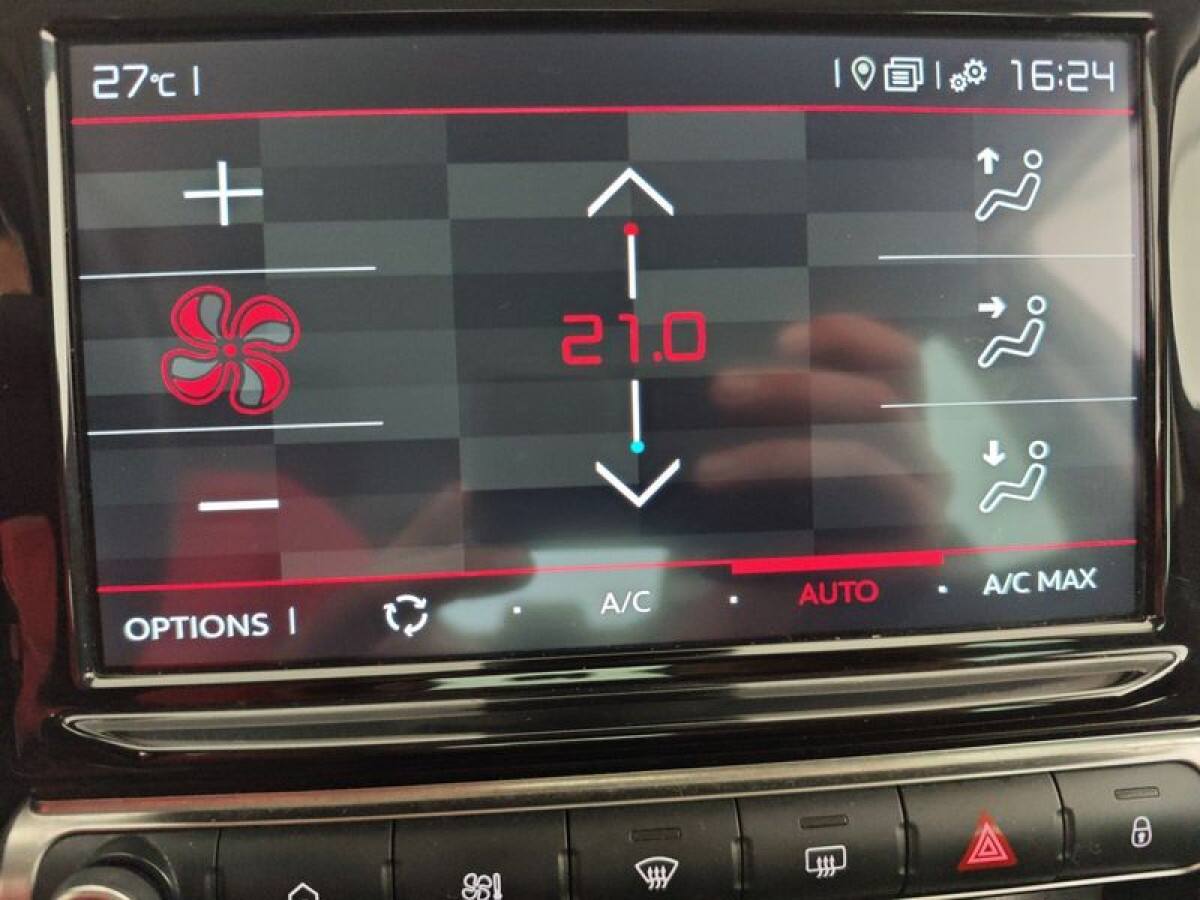 27°C
16:24
21.0
OPTIONS
A/C
AUTO
A/C MAX